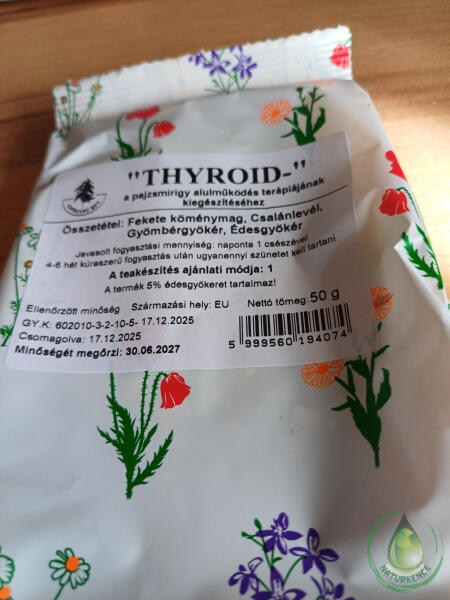 "THYROID-"
a pajzsmirigy alulműködés terápiájának
kiegészítéséhez
Összetétel: Fekete köménymag, Csalánlevél,
Gyömbérgyökér, Édesgyökér
Javasolt fogyasztási mennyiség: naponta 1 csészével
4-6 hét kúraszerű fogyasztás után ugyanennyi szünetet kell tartani
A teakészítés ajánlati módja: 1
A termék 5% édesgyökeret tartalmaz!
Ellenőrzött minőség Származási hely: EU Nettó tömeg: 50 g
GY.K: 602010-3-2-10-5- 17.12.2025
Csomagolva: 17.12.2025
Minőségét megőrzi: 30.06.2027
5 999560 194074
NATURKENCE